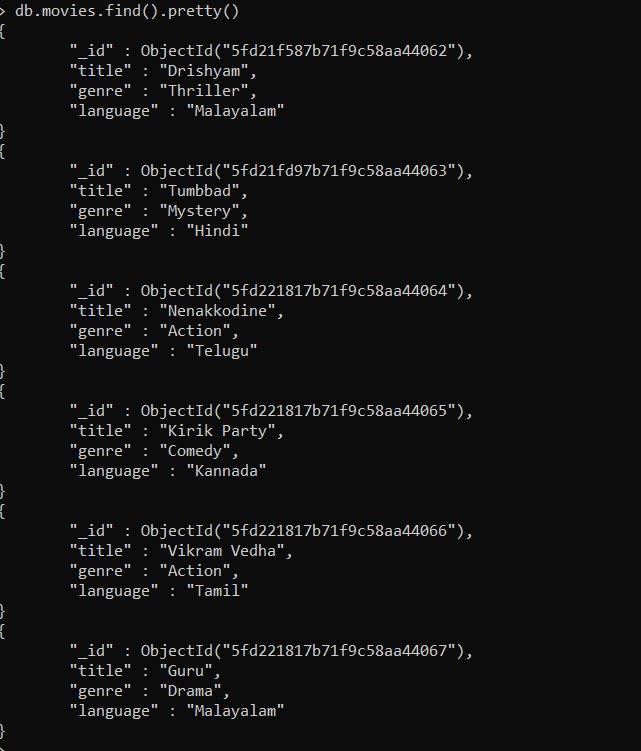 > db.movies.find().pretty()
{
"_id" : ObjectId("5fd21f587b71f9c58aa44062"),
"title" : "Drishyam",
"genre" : "Thriller",
"language" : "Malayalam"
}
{
"_id" : ObjectId("5fd21fd97b71f9c58aa44063"),
"title" : "Tumbbad",
"genre" : "Mystery",
"language" : "Hindi"
}
{
"_id" : ObjectId("5fd221817b71f9c58aa44064"),
"title" : "Nenakkodine",
"genre" : "Action",
"language" : "Telugu"
}
{
"_id" : ObjectId("5fd221817b71f9c58aa44065"),
"title" : "Kirik Party",
"genre" : "Comedy",
"language" : "Kannada"
}
{
"_id" : ObjectId("5fd221817b71f9c58aa44066"),
"title" : "Vikram Vedha",
"genre" : "Action",
"language" : "Tamil"
}
{
"_id" : ObjectId("5fd221817b71f9c58aa44067"),
"title" : "Guru",
"genre" : "Drama",
"language" : "Malayalam"
}